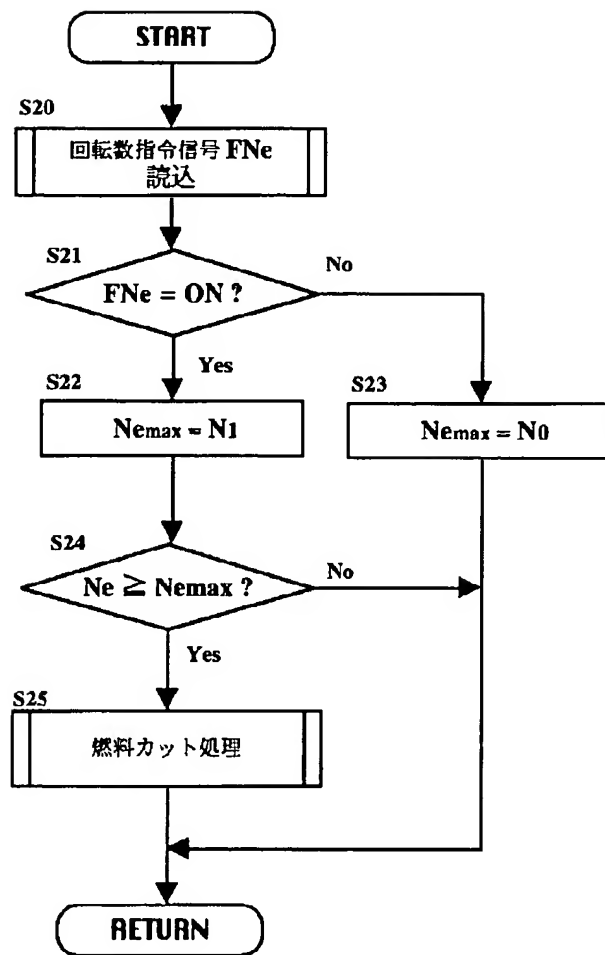 START
S20
回転数指令信号 FNe
読込
S21
FNe = ON ?
No
Yes
S22
Nemax = N1
S23
Nemax = N0
S24
Ne ≧ Nemax ?
No
Yes
S25
燃料カット処理
RETURN